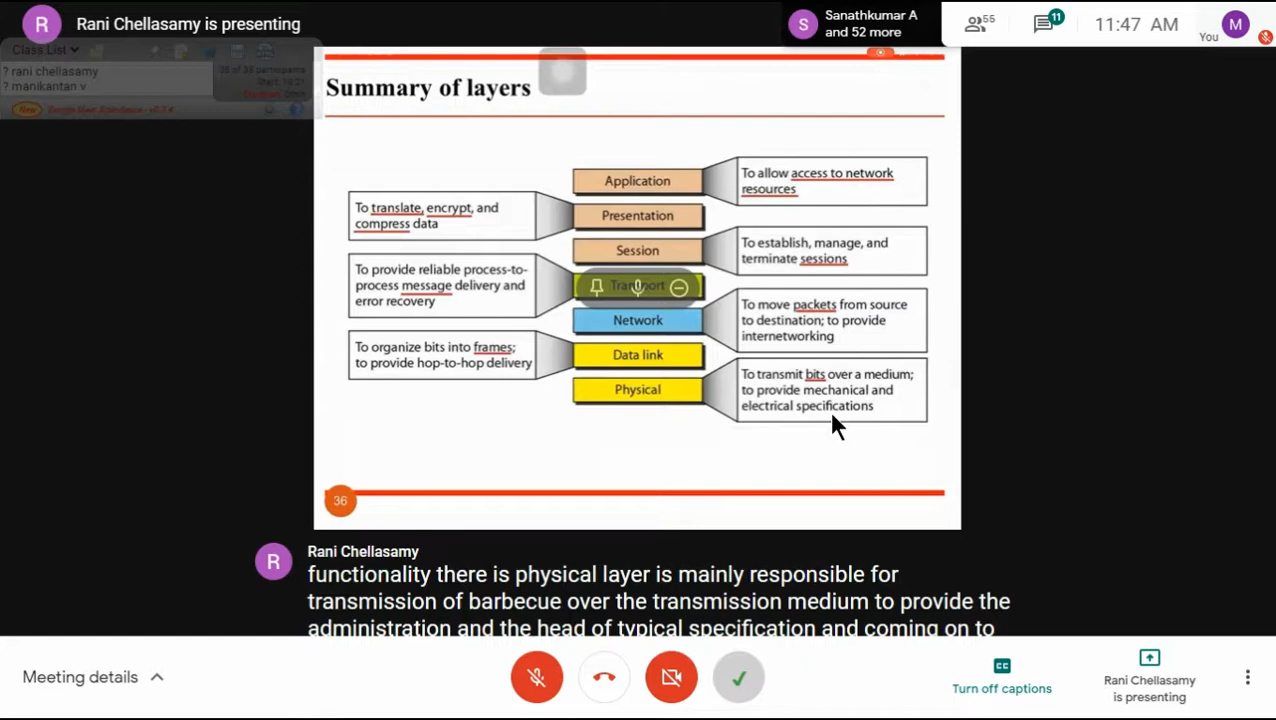 R Rani Chellasamy is presenting
S Sanathkumar A
and 52 more
55
11
11:47 AM
You
M
Class List
? rani chellasamy
? manikantan v
New
Summary of layers
Application
To allow access to network
resources
To translate, encrypt, and
compress data
Presentation
Session
To establish, manage, and
terminate sessions
To provide reliable process-to-
process message delivery and
error recovery
Transport
Network
To move packets from source
to destination; to provide
internetworking
To organize bits into frames;
to provide hop-to-hop delivery
Data link
Physical
To transmit bits over a medium;
to provide mechanical and
electrical specifications
36
R Rani Chellasamy
functionality there is physical layer is mainly responsible for
transmission of barbecue over the transmission medium to provide the
administration and the head of typical specification and coming on to
Meeting details
CC
Turn off captions
Rani Chellasamy
is presenting